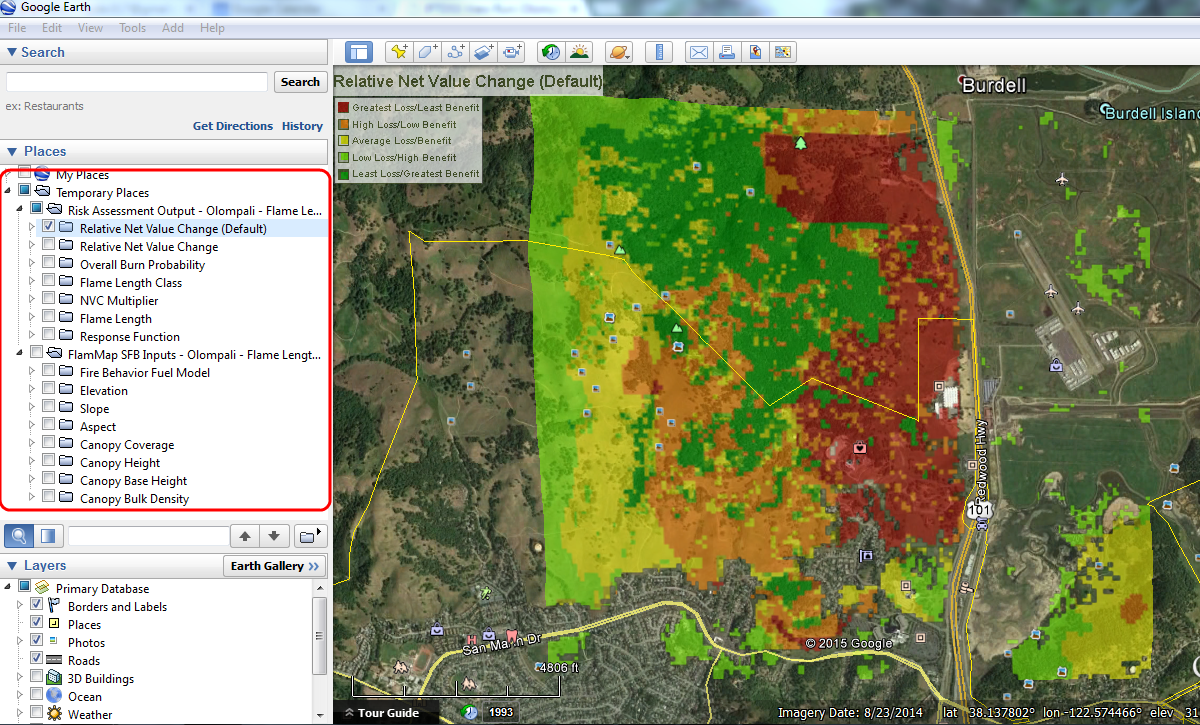 Google Earth
File Edit View Tools Add Help
Search
Search
ex: Restaurants
Get Directions History
Places
My Places
Temporary Places
Risk Assessment Output - Olompali - Flame Le...
Relative Net Value Change (Default)
Relative Net Value Change
Overall Burn Probability
Flame Length Class
NVC Multiplier
Flame Length
Response Function
FlamMap SFB Inputs - Olompali - Flame Lengt...
Fire Behavior Fuel Model
Elevation
Slope
Aspect
Canopy Coverage
Canopy Height
Canopy Base Height
Canopy Bulk Density
Layers
Earth Gallery »
Primary Database
Borders and Labels
Places
Photos
Roads
3D Buildings
Ocean
Weather
Relative Net Value Change (Default)
Greatest Loss/Least Benefit
High Loss/Low Benefit
Average Loss/Benefit
Low Loss/High Benefit
Least Loss/Greatest Benefit
Burdell
Burdell Island
Redwood Hwy
101
San Marin Dr
H
© 2015 Google
4806 ft
Tour Guide
1993
Imagery Date: 8/23/2014 lat 38.137802° lon -122.574466° elev 31